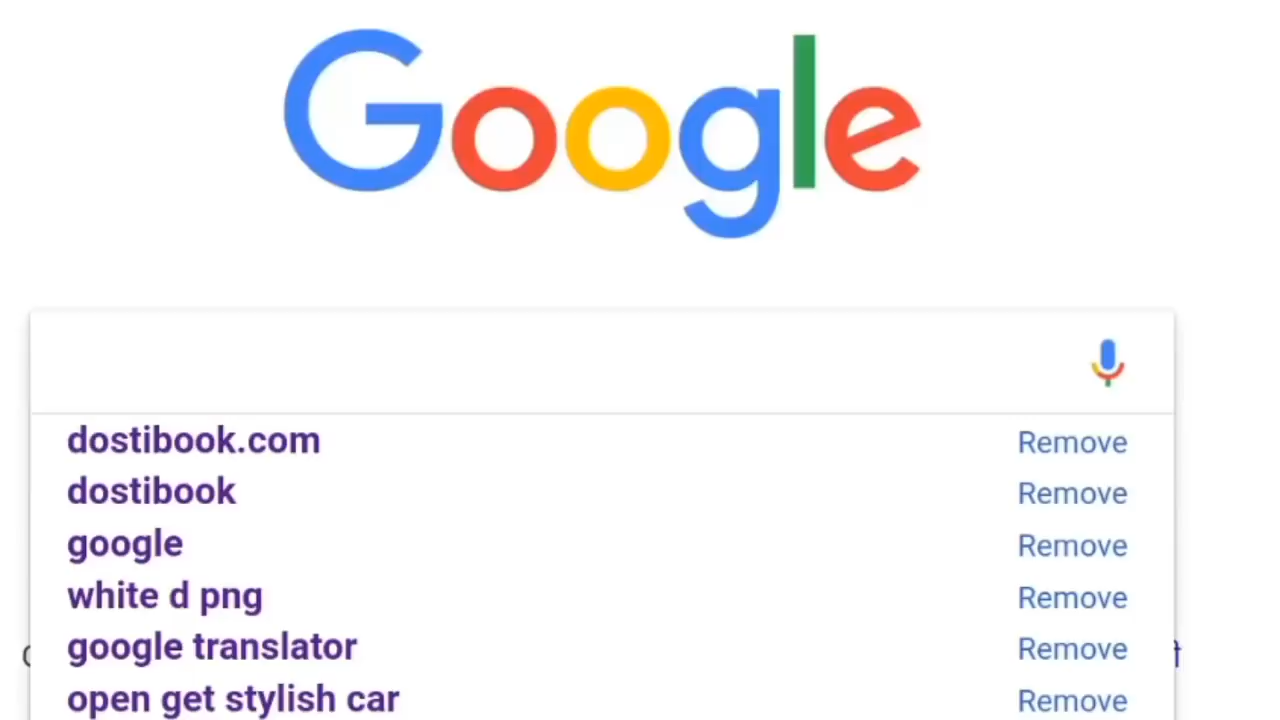 Google
dostibook.com Remove
dostibook Remove
google Remove
white d png Remove
google translator Remove
open get stylish car Remove